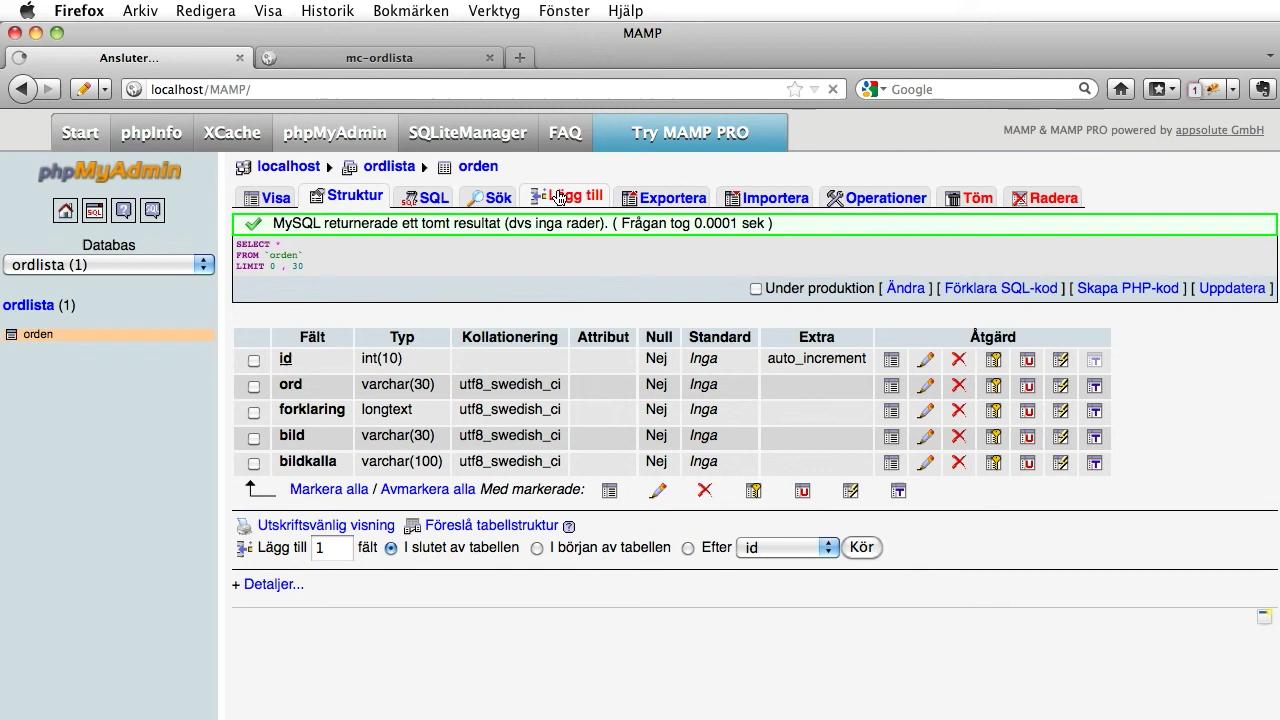 Firefox Arkiv Redigera Visa Historik Bokmärken Verktyg Fönster Hjälp
MAMP
Ansluter... mc-ordlista
localhost/MAMP/ Google 1
Start phpInfo XCache phpMyAdmin SQLiteManager FAQ Try MAMP PRO MAMP & MAMP PRO powered by appsolute GmbH
phpMyAdmin
localhost ordlista orden
Visa Struktur SQL Sök Lägg till Exportera Importera Operationer Töm Radera
SQL
Databas
ordlista (1)
ordlista (1)
orden
MySQL returnerade ett tomt resultat (dvs inga rader). ( Frågan tog 0.0001 sek )
SELECT *
FROM `orden`
LIMIT 0 , 30
Under produktion [ Ändra ] [ Förklara SQL-kod ] [ Skapa PHP-kod ] [ Uppdatera ]
Fält Typ Kollationering Attribut Null Standard Extra Åtgärd
id int(10) Nej Inga auto_increment
ord varchar(30) utf8_swedish_ci Nej Inga
forklaring longtext utf8_swedish_ci Nej Inga
bild varchar(30) utf8_swedish_ci Nej Inga
bildkalla varchar(100) utf8_swedish_ci Nej Inga
Markera alla / Avmarkera alla Med markerade:
Utskriftsvänlig visning Föreslå tabellstruktur
Lägg till 1 fält I slutet av tabellen I början av tabellen Efter id Kör
+ Detaljer...